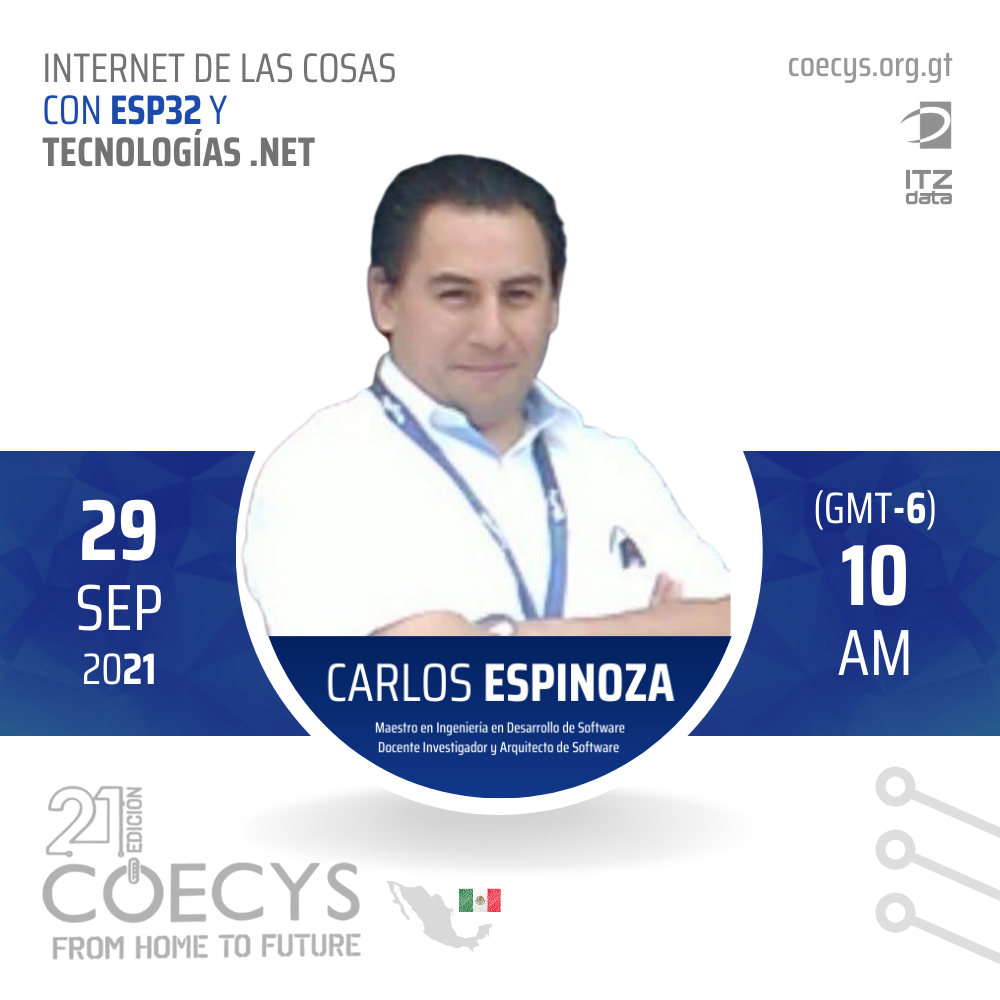 INTERNET DE LAS COSAS
CON ESP32 Y
TECNOLOGÍAS .NET
coecys.org.gt
ITZ
data
29
SEP
2021
(GMT-6)
10
AM
CARLOS ESPINOZA
Maestro en Ingeniería en Desarrollo de Software
Docente Investigador y Arquitecto de Software
21 EDICIÓN
COECYS
FROM HOME TO FUTURE